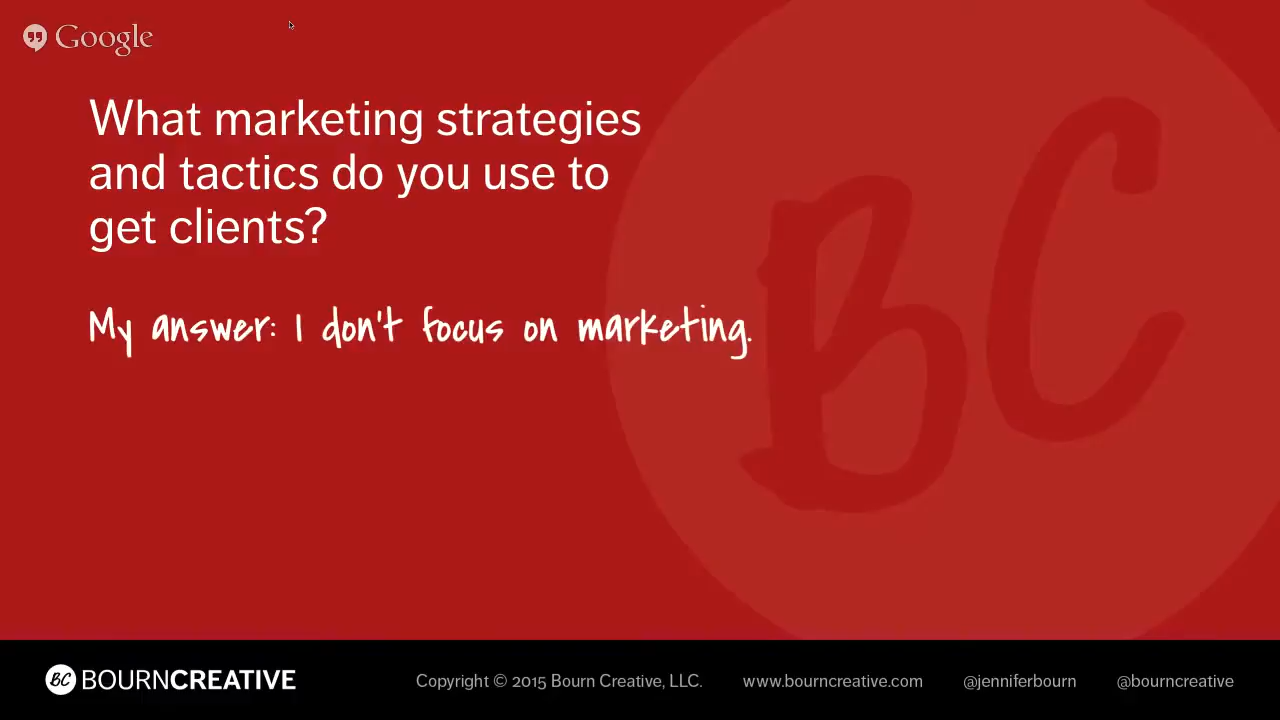 Google
What marketing strategies
and tactics do you use to
get clients?
My answer: I don't focus on marketing.
BC
BC BOURNCREATIVE Copyright © 2015 Bourn Creative, LLC. www.bourncreative.com @jenniferbourn @bourncreative